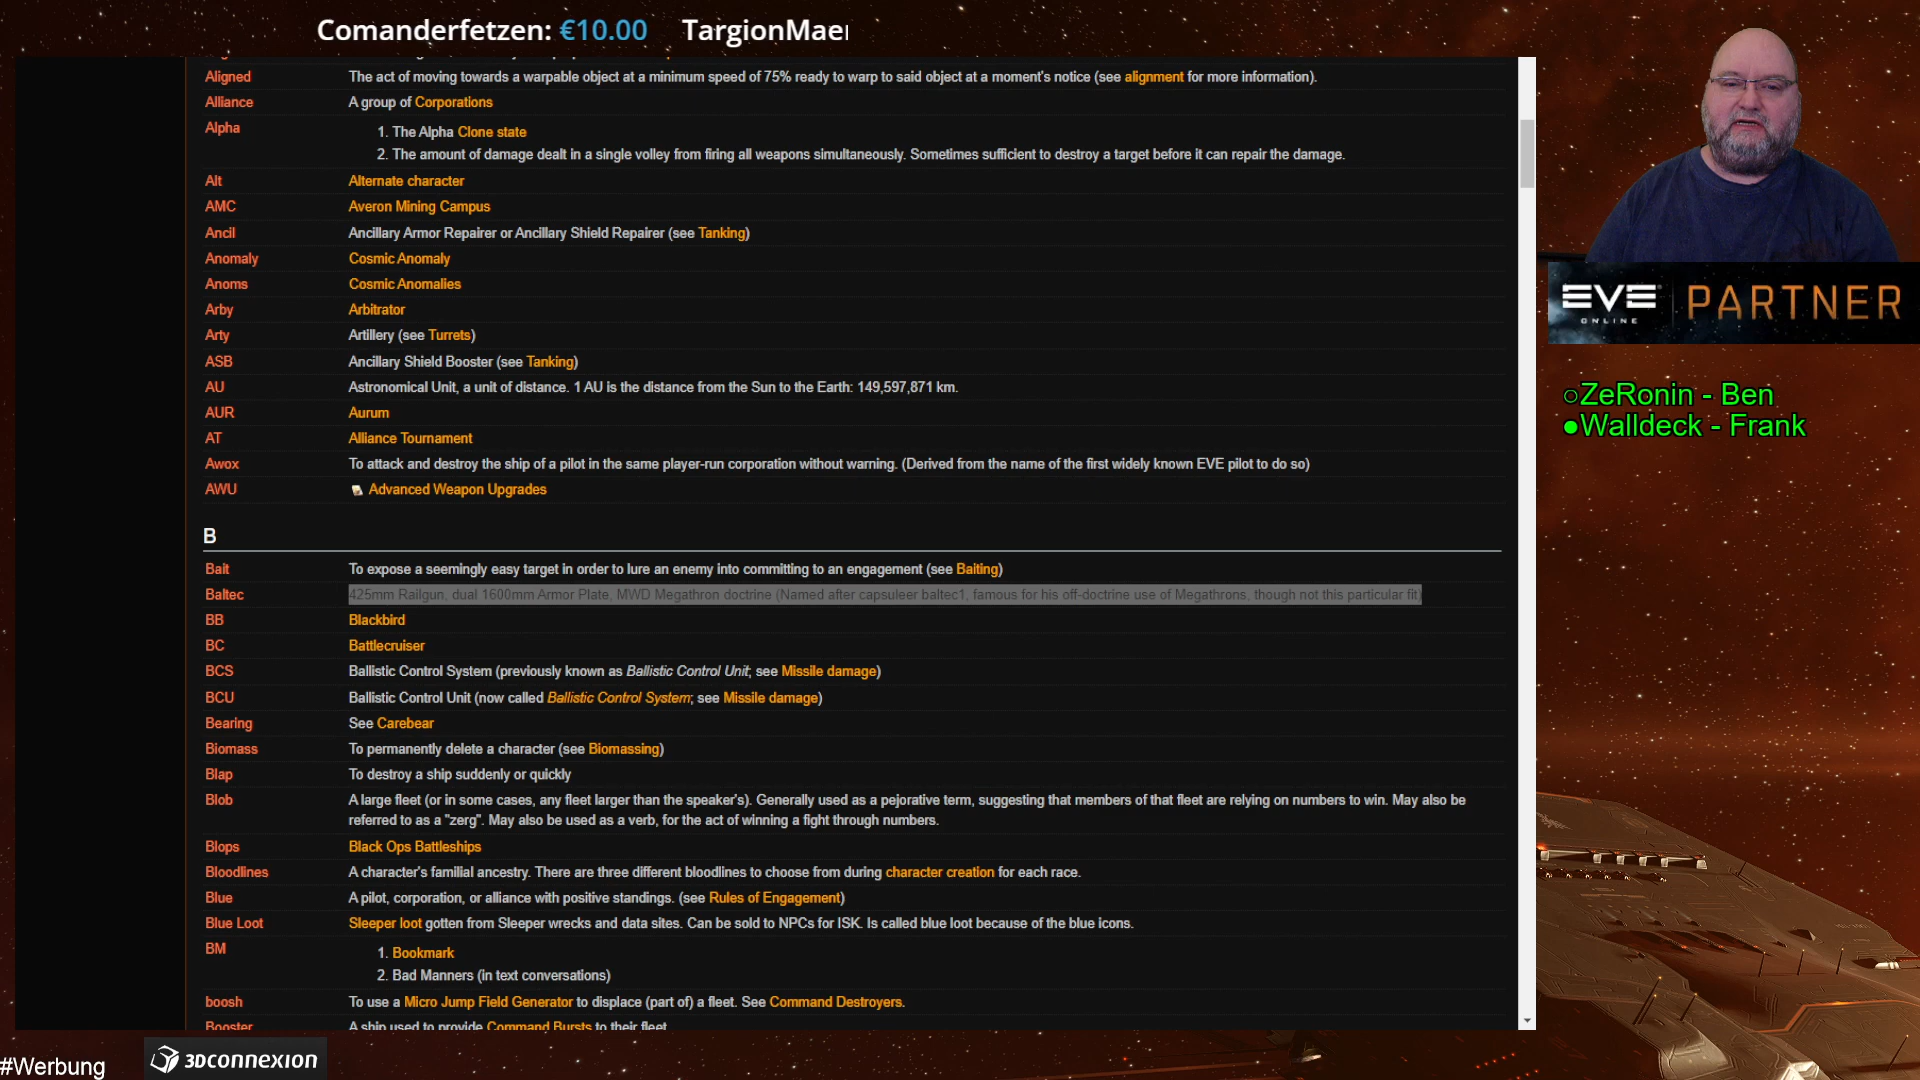 Comanderfetzen: €10.00 TargionMaer
Aligned The act of moving towards a warpable object at a minimum speed of 75% ready to warp to said object at a moment's notice (see alignment for more information).
Alliance A group of Corporations
Alpha
1. The Alpha Clone state
2. The amount of damage dealt in a single volley from firing all weapons simultaneously. Sometimes sufficient to destroy a target before it can repair the damage.
Alt Alternate character
AMC Averon Mining Campus
Ancil Ancillary Armor Repairer or Ancillary Shield Repairer (see Tanking)
Anomaly Cosmic Anomaly
Anoms Cosmic Anomalies
Arby Arbitrator
Arty Artillery (see Turrets)
ASB Ancillary Shield Booster (see Tanking)
AU Astronomical Unit, a unit of distance. 1 AU is the distance from the Sun to the Earth: 149,597,871 km.
AUR Aurum
AT Alliance Tournament
Awox To attack and destroy the ship of a pilot in the same player-run corporation without warning. (Derived from the name of the first widely known EVE pilot to do so)
AWU Advanced Weapon Upgrades
B
Bait To expose a seemingly easy target in order to lure an enemy into committing to an engagement (see Baiting)
Baltec 425mm Railgun, dual 1600mm Armor Plate, MWD Megathron doctrine (Named after capsuleer baltec1, famous for his off-doctrine use of Megathrons, though not this particular fit)
BB Blackbird
BC Battlecruiser
BCS Ballistic Control System (previously known as Ballistic Control Unit; see Missile damage)
BCU Ballistic Control Unit (now called Ballistic Control System; see Missile damage)
Bearing See Carebear
Biomass To permanently delete a character (see Biomassing)
Blap To destroy a ship suddenly or quickly
Blob A large fleet (or in some cases, any fleet larger than the speaker's). Generally used as a pejorative term, suggesting that members of that fleet are relying on numbers to win. May also be
referred to as a "zerg". May also be used as a verb, for the act of winning a fight through numbers.
Blops Black Ops Battleships
Bloodlines A character's familial ancestry. There are three different bloodlines to choose from during character creation for each race.
Blue A pilot, corporation, or alliance with positive standings. (see Rules of Engagement)
Blue Loot Sleeper loot gotten from Sleeper wrecks and data sites. Can be sold to NPCs for ISK. Is called blue loot because of the blue icons.
BM
1. Bookmark
2. Bad Manners (in text conversations)
boosh To use a Micro Jump Field Generator to displace (part of) a fleet. See Command Destroyers.
Booster A ship used to provide Command Bursts to their fleet
EVE ONLINE PARTNER
○ZeRonin - Ben
●Walldeck - Frank
#Werbung 3DCONNEXION